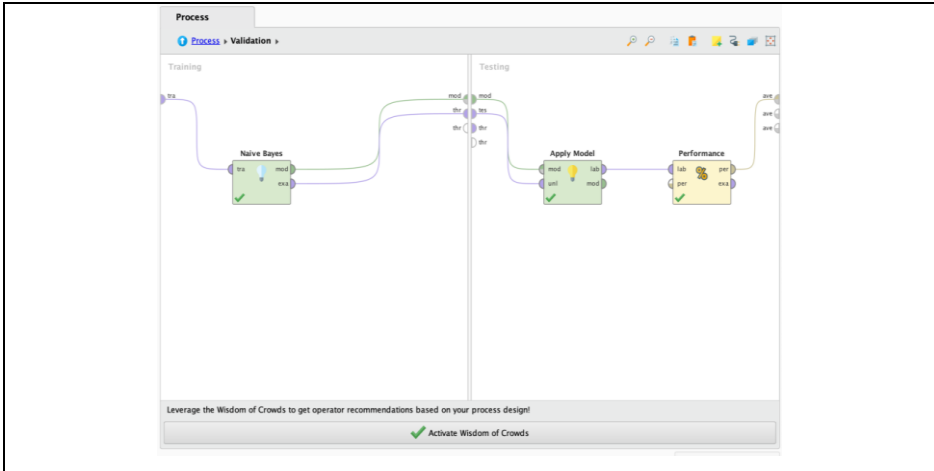 Process
Process ▸ Validation ▸
Training
Testing
tra
mod
thr
thr
mod
tes
thr
thr
ave
ave
ave
Naive Bayes
tra
mod
exa
Apply Model
mod
lab
unl
mod
Performance
lab
%
per
per
exa
Leverage the Wisdom of Crowds to get operator recommendations based on your process design!
Activate Wisdom of Crowds